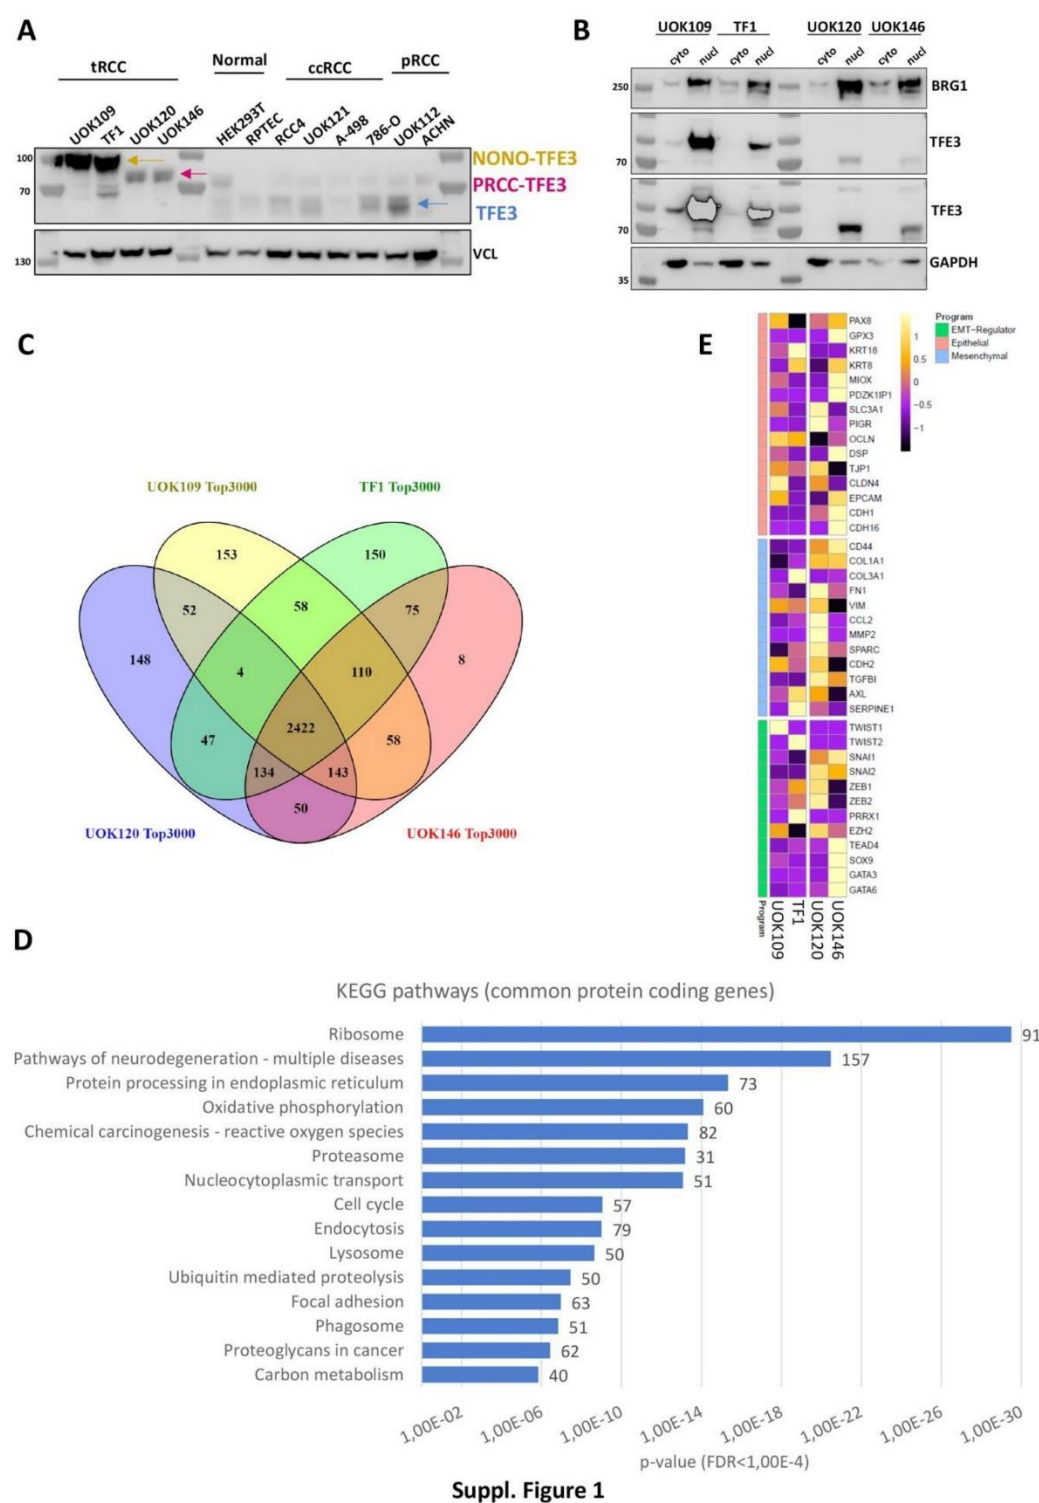 A
tRCC
Normal
ccRCC
pRCC
UOK109
TF1
UOK120
UOK146
HEK293T
RPTEC
RCC4
UOK121
A-498
786-O
UOK112
ACHN
100
70
NONO-TFE3
PRCC-TFE3
TFE3
130
VCL
B
UOK109
TF1
UOK120
UOK146
cyto
nucl
cyto
nucl
cyto
nucl
cyto
nucl
250
BRG1
70
TFE3
70
TFE3
35
GAPDH
C
UOK109 Top3000
TF1 Top3000
153
150
52
58
75
148
4
110
8
2422
47
134
143
58
50
UOK120 Top3000
UOK146 Top3000
E
PAX8
GPX3
KRT18
KRT8
MIOX
PDZK1IP1
SLC3A1
PIGR
OCLN
DSP
TJP1
CLDN4
EPCAM
CDH1
CDH16
CD44
COL1A1
COL3A1
FN1
VIM
CCL2
MMP2
SPARC
CDH2
TGFBI
AXL
SERPINE1
TWIST1
TWIST2
SNAI1
SNAI2
ZEB1
ZEB2
PRRX1
EZH2
TEAD4
SOX9
GATA3
GATA6
1
0.5
0
−0.5
−1
Program
EMT−Regulator
Epithelial
Mesenchymal
Program
UOK109
TF1
UOK120
UOK146
D
KEGG pathways (common protein coding genes)
Ribosome 91
Pathways of neurodegeneration - multiple diseases 157
Protein processing in endoplasmic reticulum 73
Oxidative phosphorylation 60
Chemical carcinogenesis - reactive oxygen species 82
Proteasome 31
Nucleocytoplasmic transport 51
Cell cycle 57
Endocytosis 79
Lysosome 50
Ubiquitin mediated proteolysis 50
Focal adhesion 63
Phagosome 51
Proteoglycans in cancer 62
Carbon metabolism 40
1,00E-02 1,00E-06 1,00E-10 1,00E-14 1,00E-18 1,00E-22 1,00E-26 1,00E-30
p-value (FDR<1,00E-4)
Suppl. Figure 1